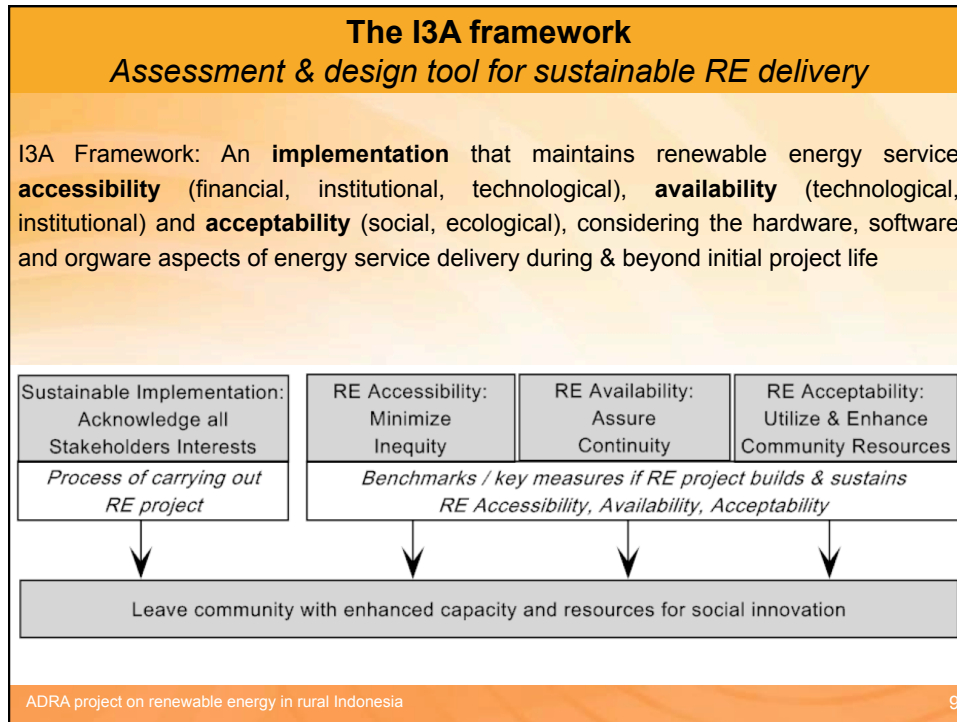 The I3A framework
Assessment & design tool for sustainable RE delivery
I3A Framework: An implementation that maintains renewable energy service
accessibility (financial, institutional, technological), availability (technological,
institutional) and acceptability (social, ecological), considering the hardware, software
and orgware aspects of energy service delivery during & beyond initial project life
Sustainable Implementation:
Acknowledge all
Stakeholders Interests
Process of carrying out
RE project
RE Accessibility:
Minimize
Inequity
RE Availability:
Assure
Continuity
RE Acceptability:
Utilize & Enhance
Community Resources
Benchmarks / key measures if RE project builds & sustains
RE Accessibility, Availability, Acceptability
Leave community with enhanced capacity and resources for social innovation
ADRA project on renewable energy in rural Indonesia
9